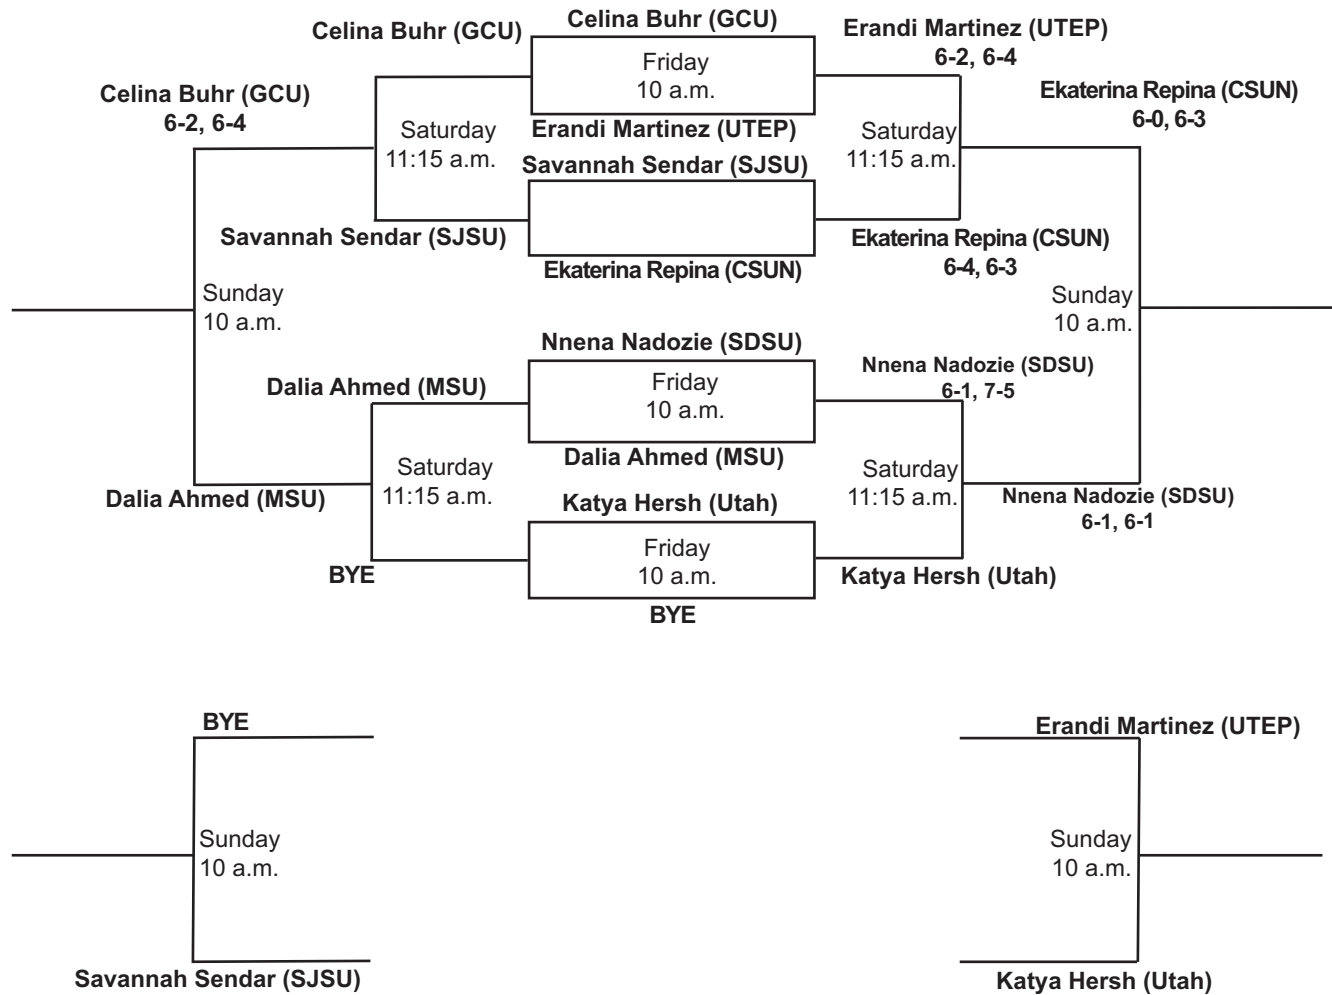 Celina Buhr (GCU)
Celina Buhr (GCU)
Erandi Martinez (UTEP)
6-2, 6-4
Friday
10 a.m.
Celina Buhr (GCU)
6-2, 6-4
Ekaterina Repina (CSUN)
6-0, 6-3
Saturday
11:15 a.m.
Erandi Martinez (UTEP)
Saturday
11:15 a.m.
Savannah Sendar (SJSU)
Savannah Sendar (SJSU)
Ekaterina Repina (CSUN)
Ekaterina Repina (CSUN)
6-4, 6-3
Sunday
10 a.m.
Sunday
10 a.m.
Nnena Nadozie (SDSU)
Dalia Ahmed (MSU)
Friday
10 a.m.
Nnena Nadozie (SDSU)
6-1, 7-5
Dalia Ahmed (MSU)
Saturday
11:15 a.m.
Saturday
11:15 a.m.
Dalia Ahmed (MSU)
Katya Hersh (Utah)
Nnena Nadozie (SDSU)
6-1, 6-1
Friday
10 a.m.
BYE
Katya Hersh (Utah)
BYE
BYE
Erandi Martinez (UTEP)
Sunday
10 a.m.
Sunday
10 a.m.
Savannah Sendar (SJSU)
Katya Hersh (Utah)